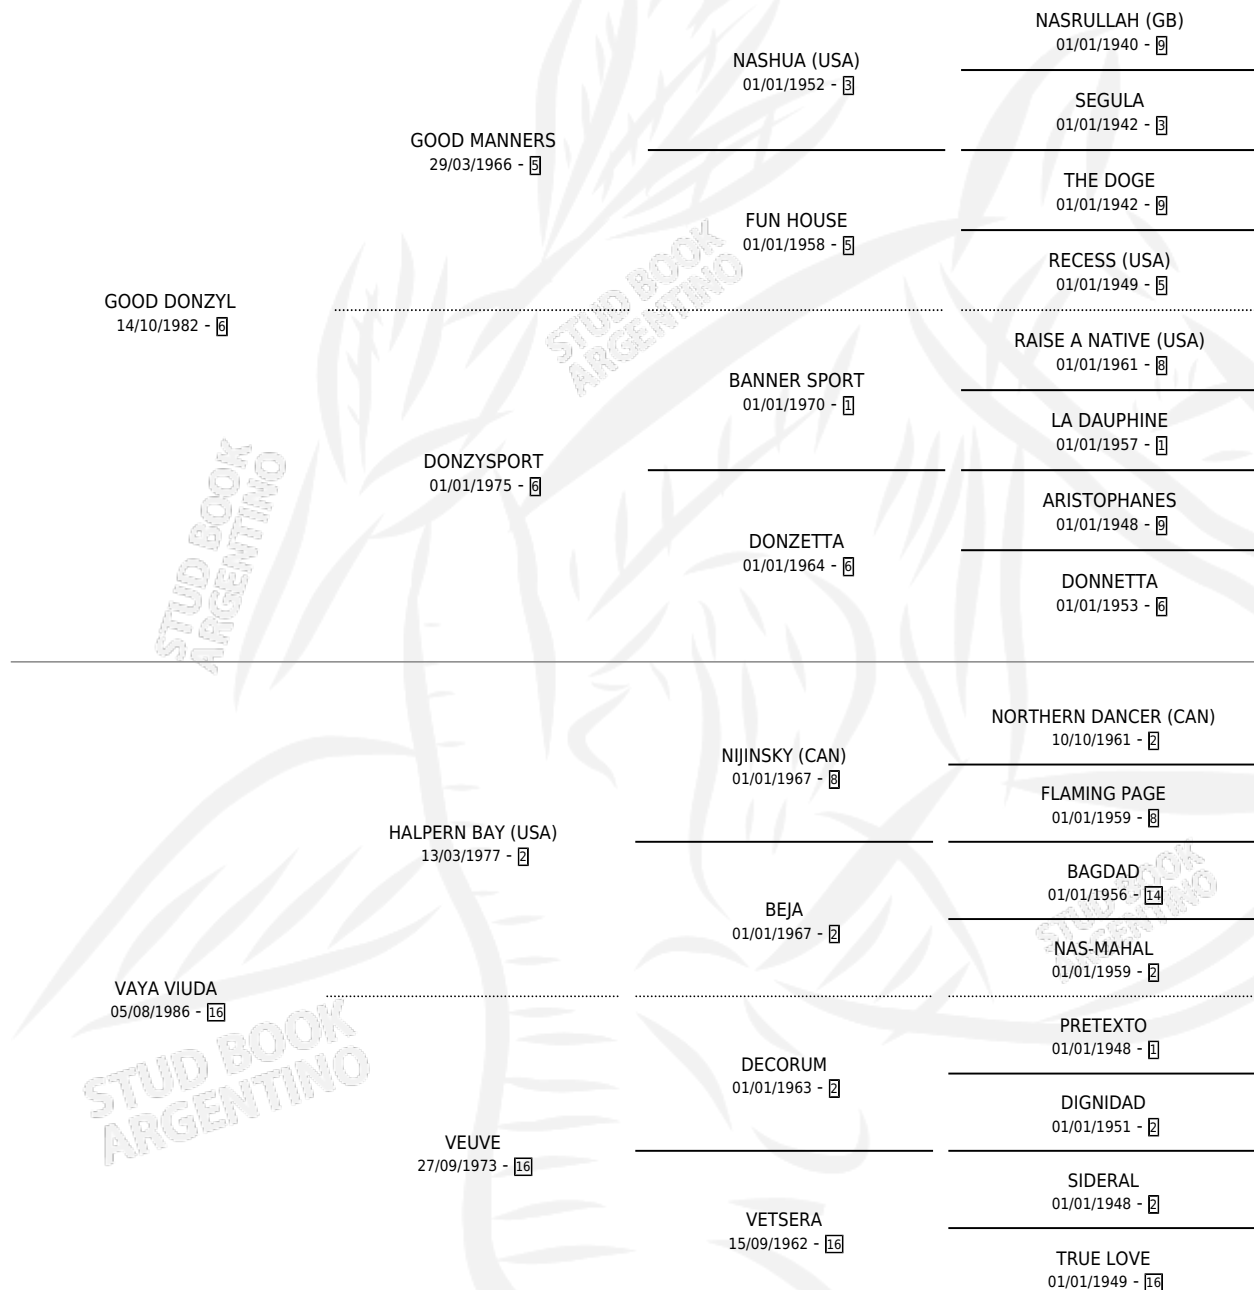 NASRULLAH (GB)
01/01/1940 - 9
NASHUA (USA)
01/01/1952 - 3
SEGULA
01/01/1942 - 3
GOOD MANNERS
29/03/1966 - 5
THE DOGE
01/01/1942 - 9
FUN HOUSE
01/01/1958 - 5
RECESS (USA)
01/01/1949 - 5
GOOD DONZYL
14/10/1982 - 6
RAISE A NATIVE (USA)
01/01/1961 - 8
BANNER SPORT
01/01/1970 - 1
LA DAUPHINE
01/01/1957 - 1
DONZYSPORT
01/01/1975 - 6
ARISTOPHANES
01/01/1948 - 9
DONZETTA
01/01/1964 - 6
DONNETTA
01/01/1953 - 6
NORTHERN DANCER (CAN)
10/10/1961 - 2
NIJINSKY (CAN)
01/01/1967 - 8
FLAMING PAGE
01/01/1959 - 8
HALPERN BAY (USA)
13/03/1977 - 2
BAGDAD
01/01/1956 - 14
BEJA
01/01/1967 - 2
NAS-MAHAL
01/01/1959 - 2
VAYA VIUDA
05/08/1986 - 16
PRETEXTO
01/01/1948 - 1
DECORUM
01/01/1963 - 2
DIGNIDAD
01/01/1951 - 2
VEUVE
27/09/1973 - 16
SIDERAL
01/01/1948 - 2
VETSERA
15/09/1962 - 16
TRUE LOVE
01/01/1949 - 16
STUD BOOK
ARGENTINO
STUD BOOK
ARGENTINO
STUD BOOK
ARGENTINO
STUD BOOK
ARGENTINO